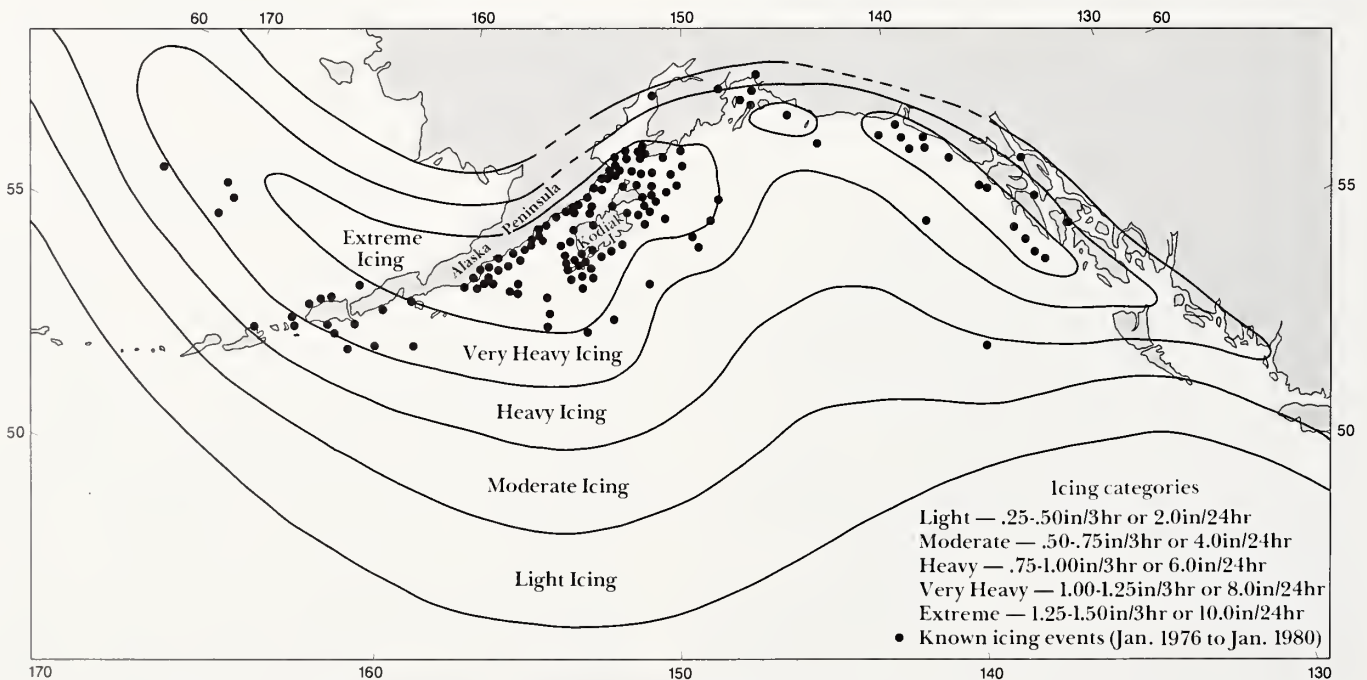 60 170 160 150 140 130 60
55 55
Alaska Peninsula
Kodiak
Extreme
Icing
Very Heavy Icing
Heavy Icing
50 50
Moderate Icing
Light Icing
Icing categories
Light — .25-.50in/3hr or 2.0in/24hr
Moderate — .50-.75in/3hr or 4.0in/24hr
Heavy — .75-1.00in/3hr or 6.0in/24hr
Very Heavy — 1.00-1.25in/3hr or 8.0in/24hr
Extreme — 1.25-1.50in/3hr or 10.0in/24hr
● Known icing events (Jan. 1976 to Jan. 1980)
170 160 150 140 130